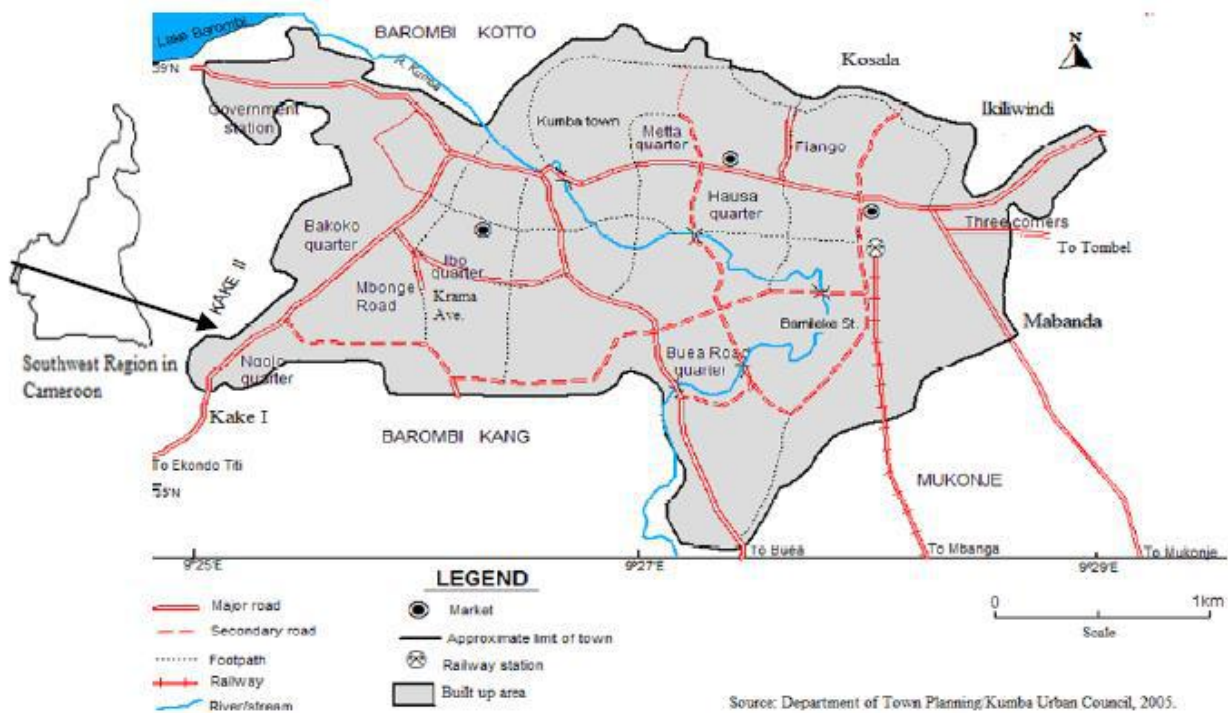 Lake Barombi
BAROMBI KOTTO
N
Kosala
39'N
R. Kumba
Ikiliwindi
Government
station
Kumba town
Metta
quarter
Fiango
Hausa
quarter
Three corners
To Tombel
Bakoko
quarter
Ibo
quarter
KAKE II
Mbonge
Road
Krama
Ave.
Bamileke St.
Mabanda
Southwest Region in
Cameroon
Ngolo
quarter
Buea Road
quarter
Kake I
BAROMBI KANG
To Ekondo Titi
35'N
MUKONJE
To Buea
To Mbanga
To Mukonje
9°25'E
9°27'E
9°29'E
LEGEND
Major road
Secondary road
Footpath
Railway
River/stream
Market
Approximate limit of town
Railway station
Built up area
0 1km
Scale
Source: Department of Town Planning/Kumba Urban Council, 2005.